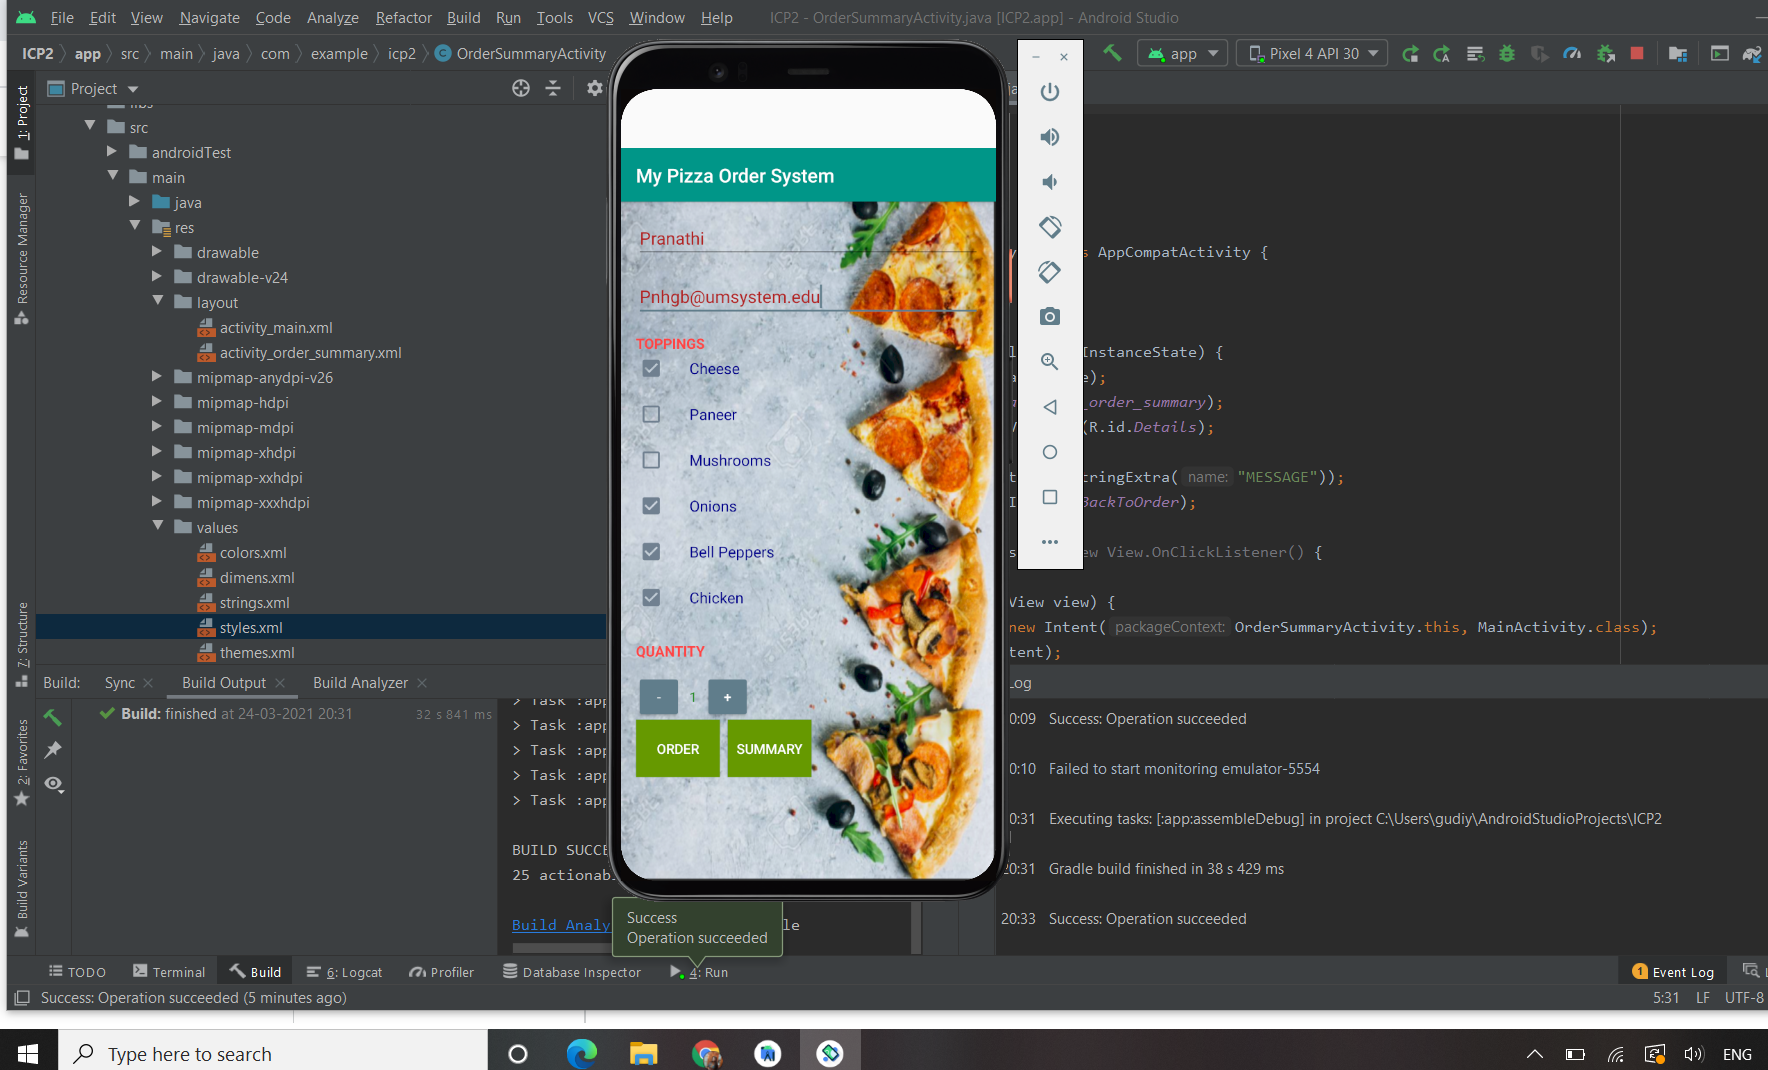 File Edit View Navigate Code Analyze Refactor Build Run Tools VCS Window Help ICP2 - OrderSummaryActivity.java [ICP2.app] - Android Studio
ICP2 app src main java com example icp2 OrderSummaryActivity
app Pixel 4 API 30
1: Project
Resource Manager
7: Structure
2: Favorites
Build Variants
Project
libs
src
androidTest
main
java
res
drawable
drawable-v24
layout
activity_main.xml
activity_order_summary.xml
mipmap-anydpi-v26
mipmap-hdpi
mipmap-mdpi
mipmap-xhdpi
mipmap-xxhdpi
mipmap-xxxhdpi
values
colors.xml
dimens.xml
strings.xml
styles.xml
themes.xml
My Pizza Order System
Pranathi
Pnhgb@umsystem.edu
TOPPINGS
Cheese
Paneer
Mushrooms
Onions
Bell Peppers
Chicken
QUANTITY
- 1 +
ORDER SUMMARY
AppCompatActivity {
InstanceState) {
e);
_order_summary);
(R.id.Details);
tringExtra( name: "MESSAGE"));
BackToOrder);
ew View.OnClickListener() {
View view) {
new Intent( packageContext: OrderSummaryActivity.this, MainActivity.class);
tent);
Build: Sync Build Output Build Analyzer
Build: finished at 24-03-2021 20:31 32 s 841 ms
> Task :app
> Task :app
> Task :app
> Task :app
> Task :app
BUILD SUCCE
25 actionabl
Build Analy le
Success
Operation succeeded
Log
0:09 Success: Operation succeeded
0:10 Failed to start monitoring emulator-5554
0:31 Executing tasks: [:app:assembleDebug] in project C:\Users\gudiy\AndroidStudioProjects\ICP2
20:31 Gradle build finished in 38 s 429 ms
20:33 Success: Operation succeeded
TODO Terminal Build 6: Logcat Profiler Database Inspector 4: Run 1 Event Log L
Success: Operation succeeded (5 minutes ago) 5:31 LF UTF-8
Type here to search ENG